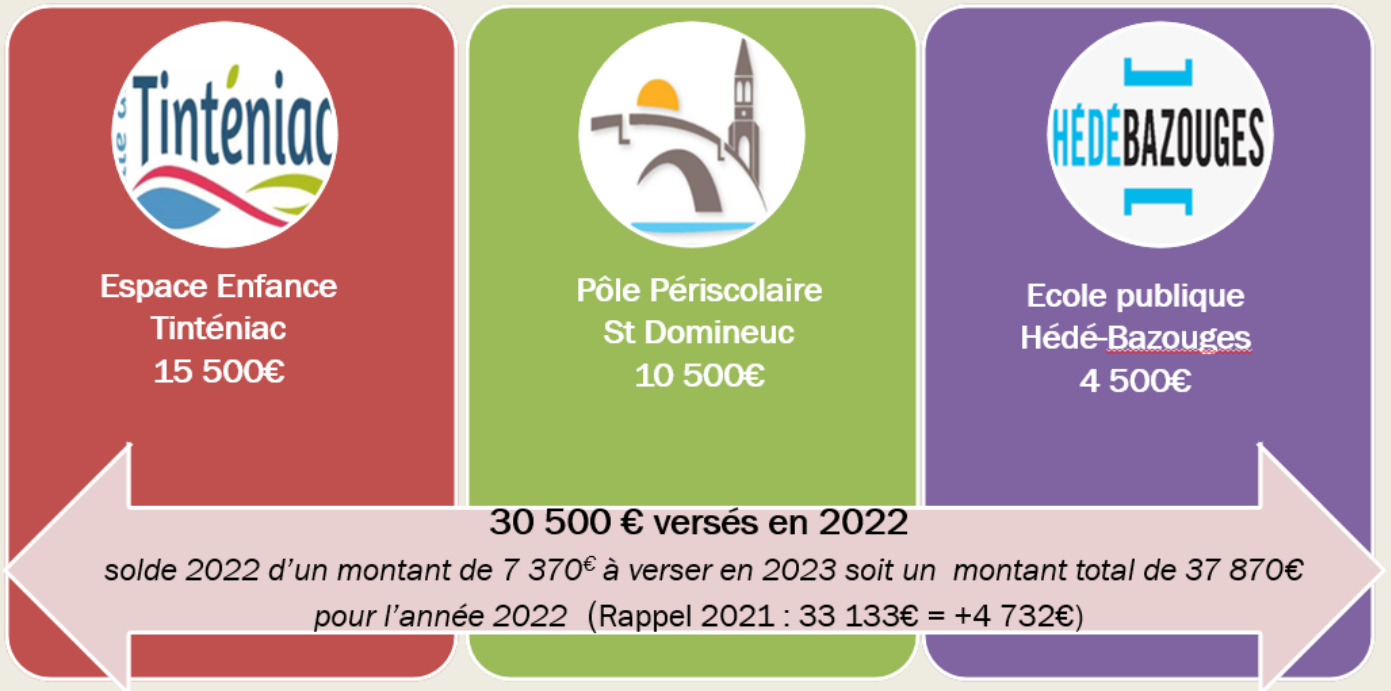 Tinténiac
Espace Enfance
Tinténiac
15 500€
Pôle Périscolaire
St Domineuc
10 500€
HÉDÉBAZOUGES
Ecole publique
Hédé-Bazouges
4 500€
30 500 € versés en 2022
solde 2022 d'un montant de 7 370€ à verser en 2023 soit un montant total de 37 870€
pour l'année 2022 (Rappel 2021 : 33 133€ = +4 732€)